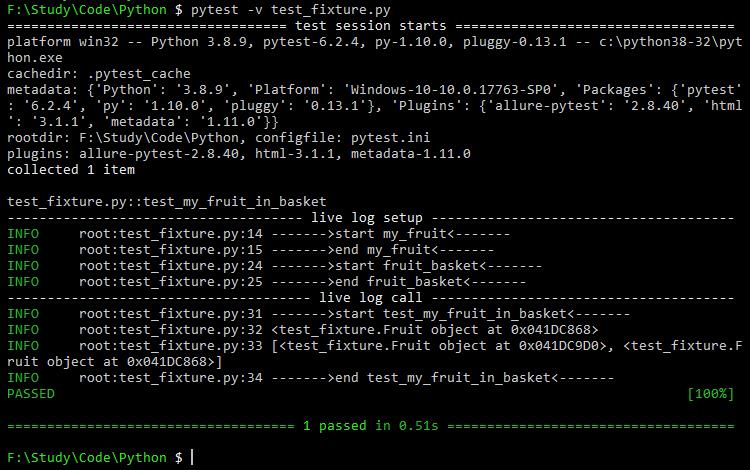 F:\Study\Code\Python $ pytest -v test_fixture.py
==================================== test session starts ====================================
platform win32 -- Python 3.8.9, pytest-6.2.4, py-1.10.0, pluggy-0.13.1 -- c:\python38-32\pyt
hon.exe
cachedir: .pytest_cache
metadata: {'Python': '3.8.9', 'Platform': 'Windows-10-10.0.17763-SP0', 'Packages': {'pytest'
: '6.2.4', 'py': '1.10.0', 'pluggy': '0.13.1'}, 'Plugins': {'allure-pytest': '2.8.40', 'html
': '3.1.1', 'metadata': '1.11.0'}}
rootdir: F:\Study\Code\Python, configfile: pytest.ini
plugins: allure-pytest-2.8.40, html-3.1.1, metadata-1.11.0
collected 1 item
test_fixture.py::test_my_fruit_in_basket
-------------------------------------- live log setup --------------------------------------
INFO     root:test_fixture.py:14 ------->start my_fruit<-------
INFO     root:test_fixture.py:15 ------->end my_fruit<-------
INFO     root:test_fixture.py:24 ------->start fruit_basket<-------
INFO     root:test_fixture.py:25 ------->end fruit_basket<-------
-------------------------------------- live log call ---------------------------------------
INFO     root:test_fixture.py:31 ------->start test_my_fruit_in_basket<-------
INFO     root:test_fixture.py:32 <test_fixture.Fruit object at 0x041DC868>
INFO     root:test_fixture.py:33 [<test_fixture.Fruit object at 0x041DC9D0>, <test_fixture.F
ruit object at 0x041DC868>]
INFO     root:test_fixture.py:34 ------->end test_my_fruit_in_basket<-------
PASSED                                                                               [100%]
==================================== 1 passed in 0.51s ====================================
F:\Study\Code\Python $